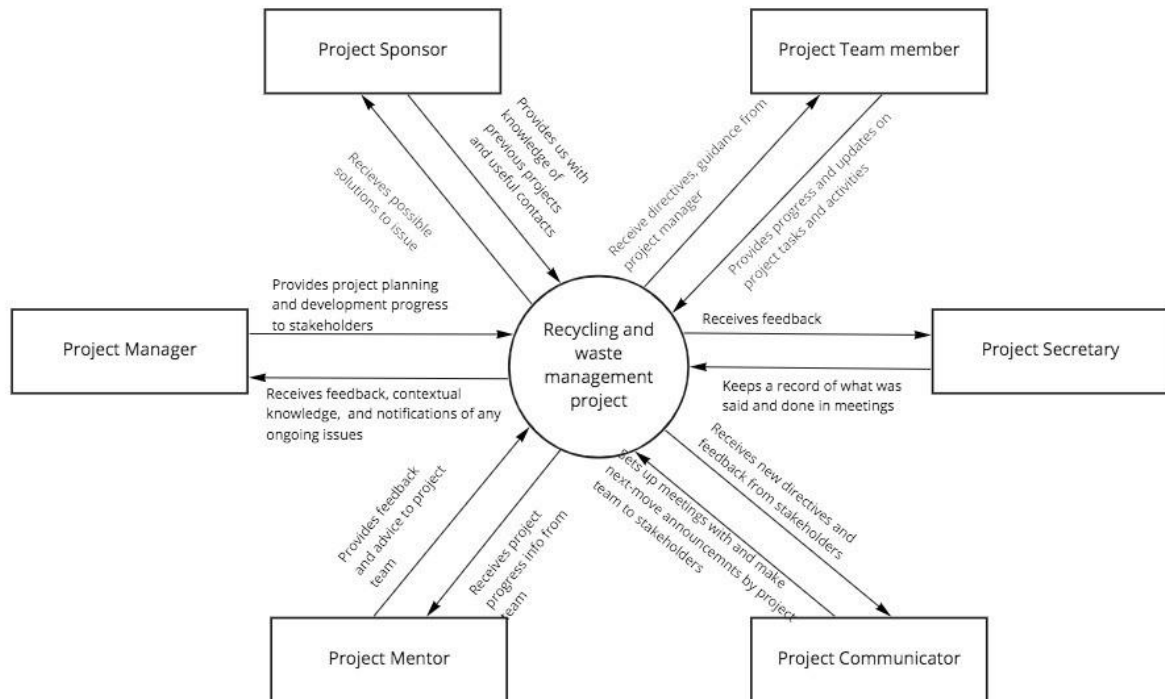 Project Sponsor
Project Team member
Provides us with
knowledge of
previous projects
and useful contacts
Recieves possible
solutions to issue
Receive directives, guidance from
project manager
Provides progress and updates on
project tasks and activities
Provides project planning
and development progress
to stakeholders
Project Manager
Receives feedback, contextual
knowledge, and notifications of any
ongoing issues
Recycling and
waste
management
project
Receives feedback
Project Secretary
Keeps a record of what was
said and done in meetings
Provides feedback
and advice to project
team
Receives project
progress info from
team
Sets up meetings with and make
next-move announcemnts by project
team to stakeholders
Receives new directives and
feedback from stakeholders
Project Mentor
Project Communicator